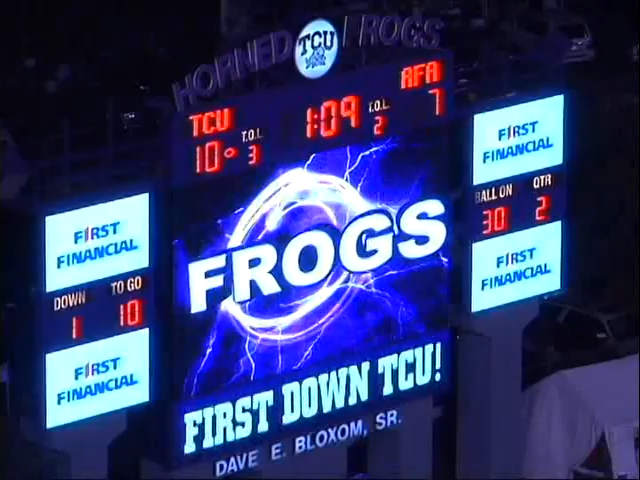 HORNED TCU FROGS
TCU 1:09 AFA
10 T.O.L. 3 T.O.L. 2 7
FIRST FINANCIAL
DOWN TO GO
1 10
FIRST FINANCIAL
FROGS
FIRST DOWN TCU!
DAVE E. BLOXOM, SR.
FIRST FINANCIAL
BALL ON QTR
30 2
FIRST FINANCIAL